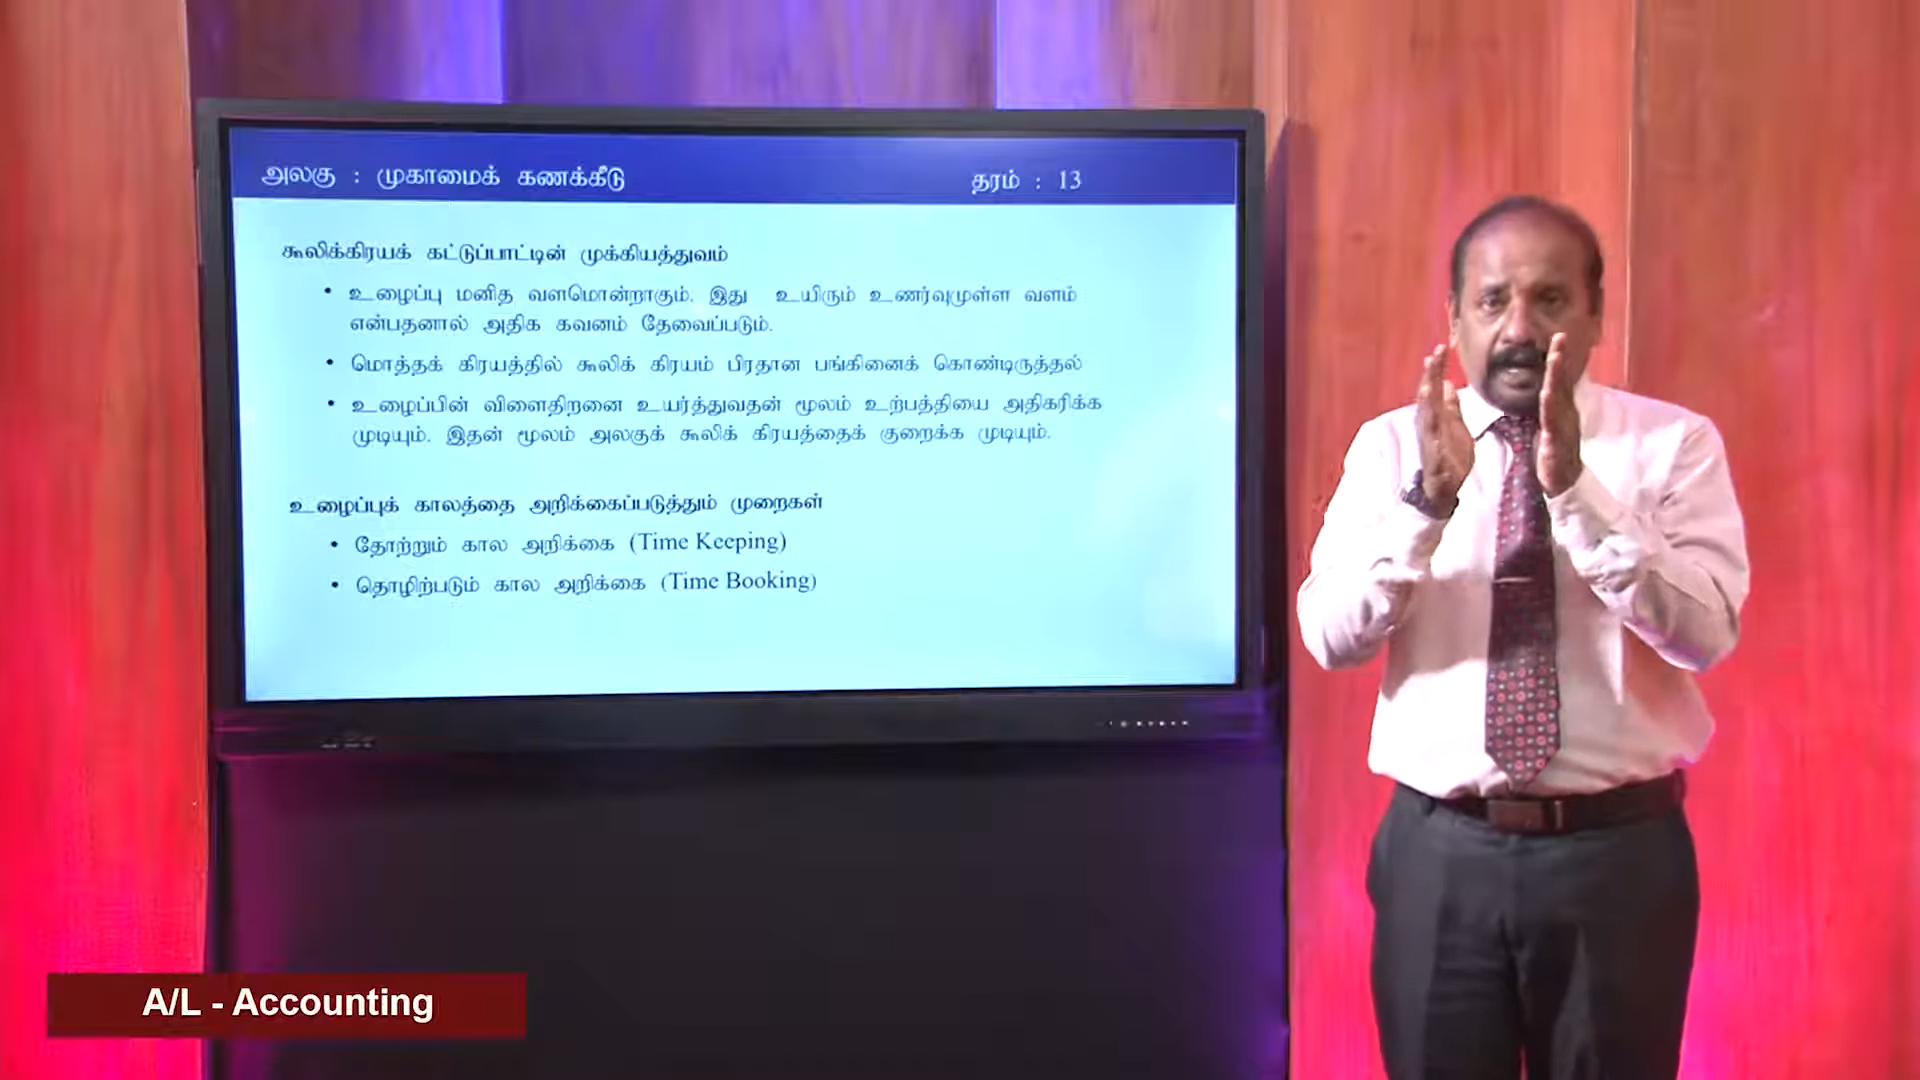 அலகு : முகாமைக் கணக்கீடு
தரம் : 13
கூலிக்கிரயக் கட்டுப்பாட்டின் முக்கியத்துவம்
• உழைப்பு மனித வளமொன்றாகும். இது உயிரும் உணர்வுமுள்ள வளம்
என்பதனால் அதிக கவனம் தேவைப்படும்.
• மொத்தக் கிரயத்தில் கூலிக் கிரயம் பிரதான பங்கினைக் கொண்டிருத்தல்
• உழைப்பின் விளைதிறனை உயர்த்துவதன் மூலம் உற்பத்தியை அதிகரிக்க
முடியும். இதன் மூலம் அலகுக் கூலிக் கிரயத்தைக் குறைக்க முடியும்.
உழைப்புக் காலத்தை அறிக்கைப்படுத்தும் முறைகள்
• தோற்றும் கால அறிக்கை (Time Keeping)
• தொழிற்படும் கால அறிக்கை (Time Booking)
A/L - Accounting